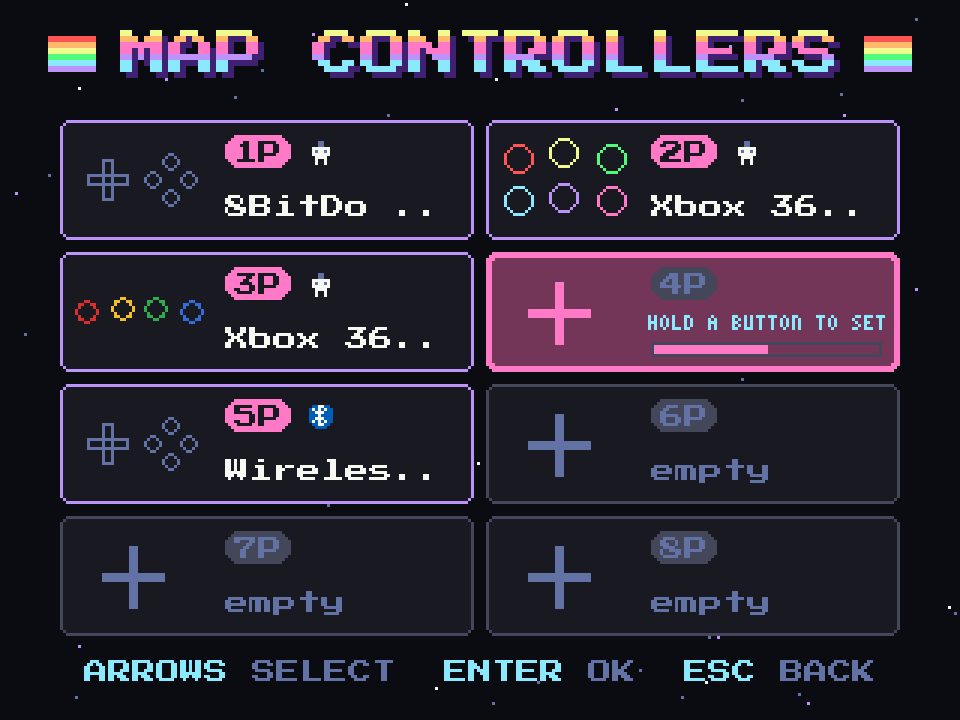 MAP CONTROLLERS
1P
8BitDo ..
2P
Xbox 36..
3P
Xbox 36..
4P
HOLD A BUTTON TO SET
5P
Wireles..
6P
empty
7P
empty
8P
empty
ARROWS SELECT ENTER OK ESC BACK